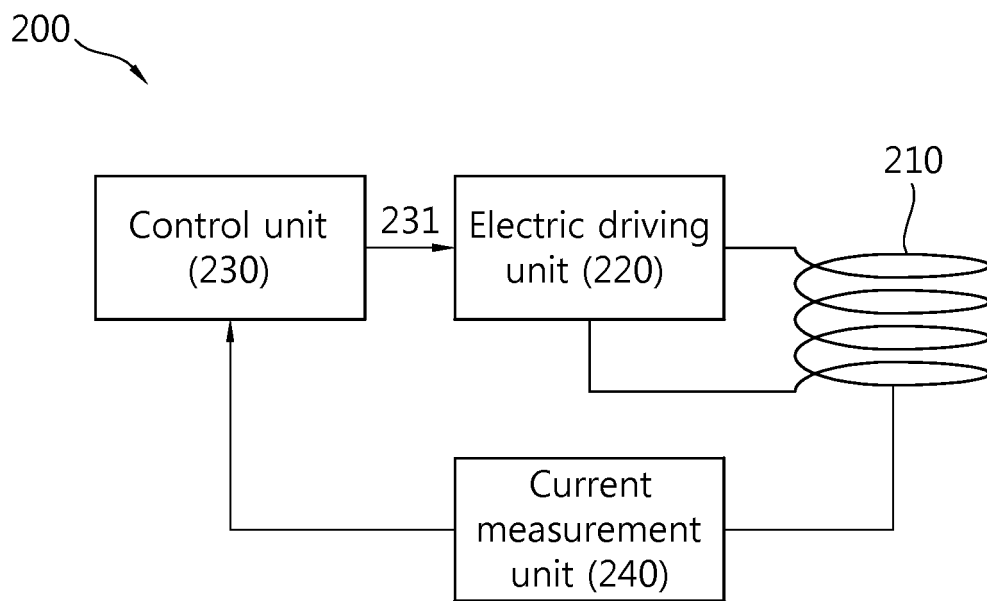 200
210
Control unit
(230)
231
Electric driving
unit (220)
Current
measurement
unit (240)